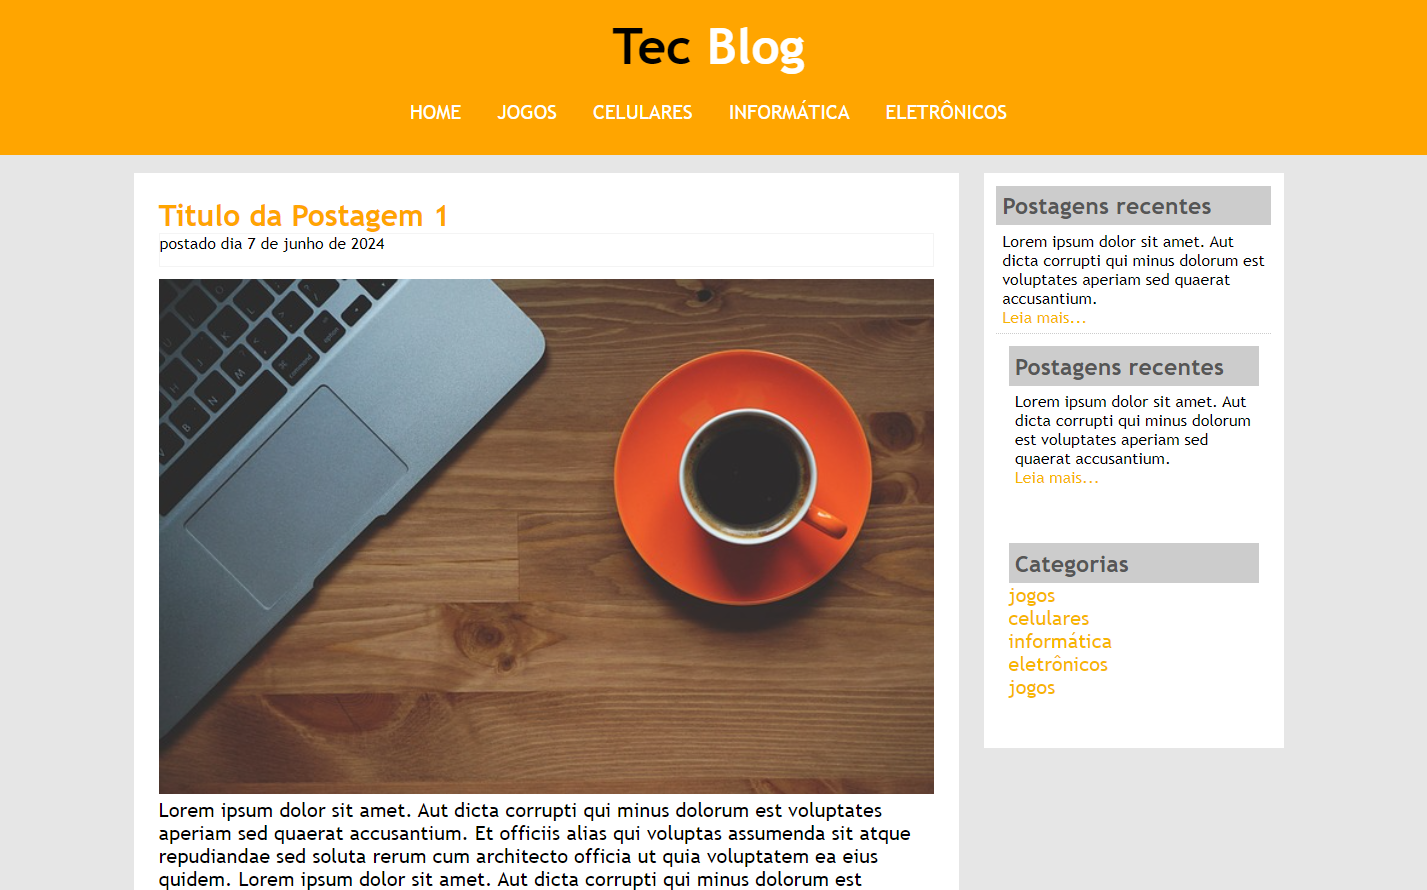 Tec Blog
HOME JOGOS CELULARES INFORMÁTICA ELETRÔNICOS
Titulo da Postagem 1
postado dia 7 de junho de 2024
Lorem ipsum dolor sit amet. Aut dicta corrupti qui minus dolorum est voluptates
aperiam sed quaerat accusantium. Et officiis alias qui voluptas assumenda sit atque
repudiandae sed soluta rerum cum architecto officia ut quia voluptatem ea eius
quidem. Lorem ipsum dolor sit amet. Aut dicta corrupti qui minus dolorum est
Postagens recentes
Lorem ipsum dolor sit amet. Aut
dicta corrupti qui minus dolorum est
voluptates aperiam sed quaerat
accusantium.
Leia mais...
Postagens recentes
Lorem ipsum dolor sit amet. Aut
dicta corrupti qui minus dolorum
est voluptates aperiam sed
quaerat accusantium.
Leia mais...
Categorias
jogos
celulares
informática
eletrônicos
jogos